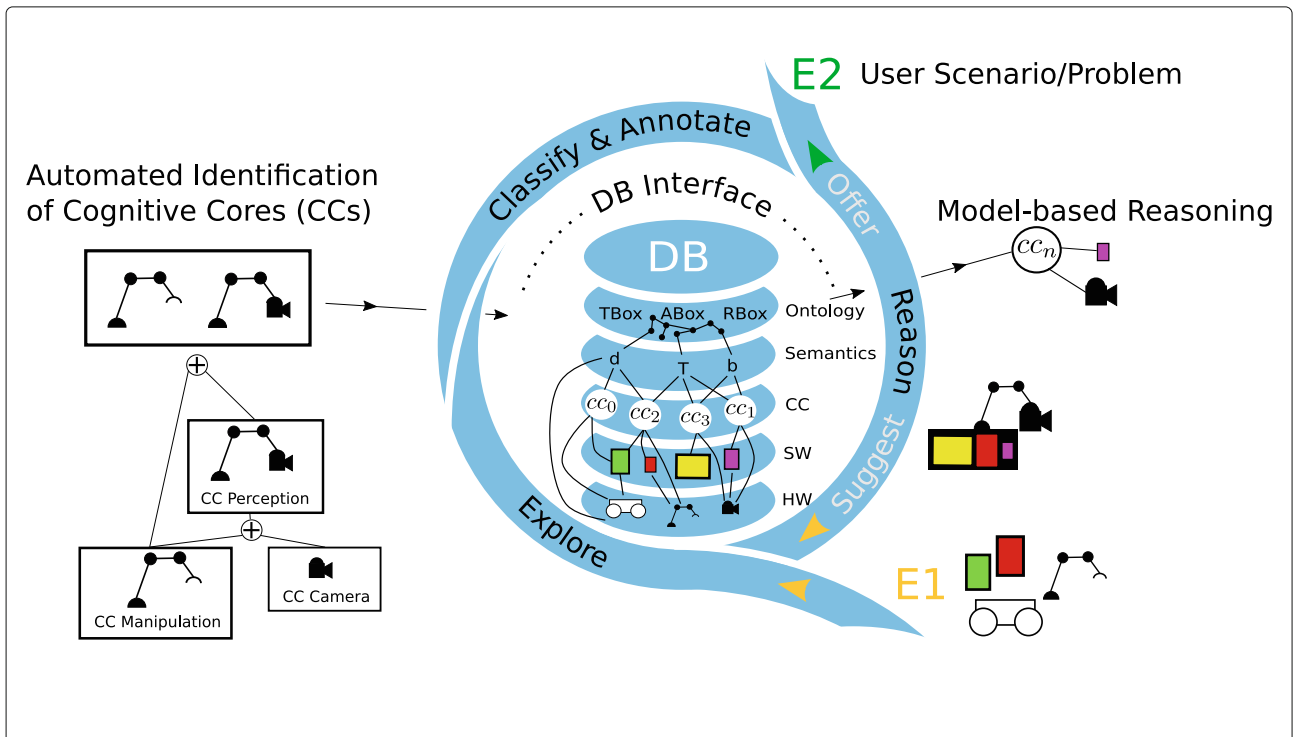 E2 User Scenario/Problem
Classify & Annotate
Automated Identification
of Cognitive Cores (CCs)
DB Interface
Offer
Model-based Reasoning
cc_n
DB
Reason
TBox ABox RBox Ontology
Semantics
d T b
cc_0 cc_2 cc_3 cc_1 CC
SW
HW
Suggest
Explore
CC Perception
CC Camera
CC Manipulation
E1